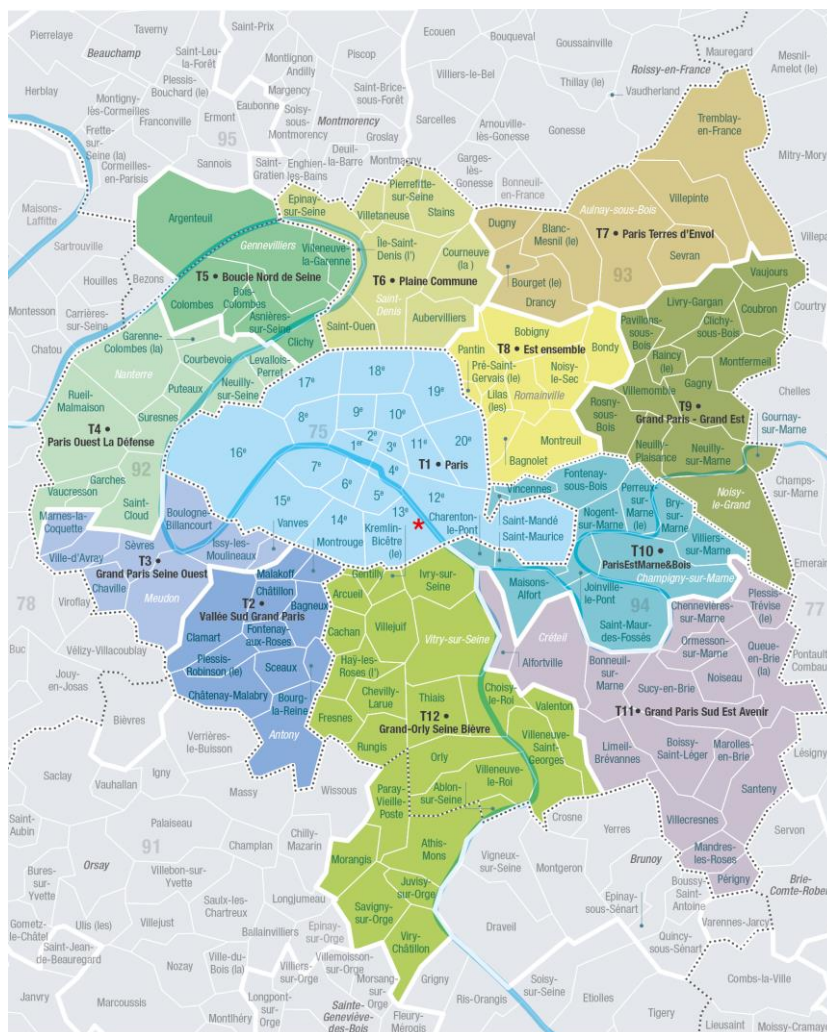 Pierrelaye
Taverny
Saint-Prix
Ecouen
Bouqueval
Goussainville
Beauchamp
Saint-Leu-
la-Forêt
Montlignon
Andilly
Piscop
Mauregard
Mesnil-
Amelot (le)
Plessis-
Bouchard (le)
Margency
Saint-Brice-
sous-Forêt
Villiers-le-Bel
Thillay (le)
Roissy-en-France
Vaudherland
Herblay
Montigny-
lès-Cormeilles
Franconville
Ermont
Eaubonne
Soisy-
sous-
Montmorency
Montmorency
Sarcelles
Arnouville-
lès-Gonesse
Gonesse
Tremblay-
en-France
Frette-
sur-
Seine (la)
95
Groslay
Deuil-
la-Barre
Montmagny
Garges-
lès-
Gonesse
Mitry-Mory
Cormeilles-
en-Parisis
Sannois
Saint-
Gratien
Enghien-
les-Bains
Bonneuil-
en-France
Maisons-
Laffitte
Argenteuil
Epinay-
sur-Seine
Pierrefitte-
sur-Seine
Villetaneuse
Stains
Dugny
Blanc-
Mesnil (le)
Aulnay-sous-Bois
Villepinte
T7 • Paris Terres d'Envol
Sartrouville
Gennevilliers
Villeneuve-
la-Garenne
Île-Saint-
Denis (l')
Courneuve
(la )
Bourget (le)
Sevran
93
Houilles
Bezons
T5 • Boucle Nord de Seine
T6 • Plaine Commune
Drancy
Vaujours
Montesson
Carrières-
sur-Seine
Colombes
Bois-
Colombes
Asnières-
sur-Seine
Saint-
Denis
Saint-Ouen
Aubervilliers
Livry-Gargan
Coubron
Courtry
Chatou
Garenne-
Colombes (la)
Clichy
Bobigny
T8 • Est ensemble
Bondy
Pavillons-
sous-
Bois
Clichy-
sous-Bois
Nanterre
Courbevoie
Levallois-
Perret
Pantin
Pré-Saint-
Gervais (le)
Noisy-
le-Sec
Raincy
(le)
Montfermeil
Rueil-
Malmaison
Puteaux
Neuilly-
sur-Seine
17e
18e
19e
Lilas
(les)
Romainville
Villemomble
Gagny
Chelles
T4 •
Paris Ouest La Défense
Suresnes
8e
9e
10e
Rosny-
sous-
Bois
T9 •
Grand Paris - Grand Est
Gournay-
sur-Marne
16e
75
1er
2e
3e
11e
20e
Montreuil
Bagnolet
Neuilly-
Plaisance
Neuilly-
sur-Marne
92
7e
4e
T1 • Paris
Garches
Vaucresson
Saint-
Cloud
6e
5e
12e
Vincennes
Fontenay-
sous-Bois
Perreux-
sur-
Marne
(le)
Bry-
sur-
Marne
Noisy-
le-Grand
Champs-sur-
Marne
Marnes-la-
Coquette
Boulogne-
Billancourt
15e
Vanves
14e
13e
Kremlin-
Bicêtre
(le)
*
Charenton-
le-Pont
Saint-Mandé
Saint-Maurice
Nogent-
sur-Marne
Villiers-
sur-Marne
Ville-d'Avray
Sèvres
Issy-les-
Moulineaux
Montrouge
T10 •
ParisEstMarne&Bois
T3 •
Grand Paris Seine Ouest
Malakoff
Gentilly
Ivry-sur-
Seine
Maisons-
Alfort
Joinville-
le-Pont
Champigny-sur-Marne
78
Viroflay
Chaville
Meudon
Châtillon
T2 •
Vallée Sud Grand Paris
Bagneux
Arcueil
94
Saint-Maur-
des-Fossés
Chennevières-
sur-Marne
Plessis-
Trévise
(le)
77
Vélizy-Villacoublay
Clamart
Fontenay-
aux-Roses
Cachan
Villejuif
Vitry-sur-Seine
Créteil
Ormesson-
sur-Marne
Queue-
en-Brie
(la)
Pontault-
Combau
Buc
Jouy-
en-Josas
Plessis-
Robinson (le)
Sceaux
Haÿ-les-
Roses (l')
Alfortville
Bonneuil-
sur-
Marne
Noiseau
Châtenay-Malabry
Bourg-
la-Reine
Chevilly-
Larue
Thiais
Choisy-
le-Roi
Valenton
Sucy-en-Brie
Bièvres
Antony
Fresnes
T12 •
Grand-Orly Seine Bièvre
T11• Grand Paris Sud Est Avenir
Verrières-
le-Buisson
Rungis
Orly
Villeneuve-
Saint-
Georges
Limeil-
Brévannes
Boissy-
Saint-Léger
Marolles-
en-Brie
Lésigny
Saclay
Vauhallan
Igny
Massy
Wissous
Villeneuve-
le-Roi
Ablon-
sur-Seine
Santeny
Paray-
Vieille-
Poste
Crosne
Villecresnes
Servon
Saint-
Aubin
Palaiseau
91
Champlan
Chilly-
Mazarin
Athis-
Mons
Vigneux-
sur-Seine
Yerres
Mandres-
les-Roses
Orsay
Morangis
Montgeron
Brunoy
Périgny
Brie-
Comte-Rober
Bures-
sur-
Yvette
Villebon-sur-
Yvette
Saulx-les-
Chartreux
Longjumeau
Juvisy-
sur-Orge
Epinay-
sous-Sénart
Boussy-
Saint-
Antoine
Gometz-
le-Châtel
Ulis (les)
Villejust
Ballainvilliers
Epinay-
sur-Orge
Savigny-
sur-Orge
Draveil
Varennes-Jarcy
Saint-Jean-
de-Beauregard
Ville-du-
Bois (la)
Villemoisson-
sur-Orge
Viry-
Châtillon
Quincy-
sous-Sénart
Nozay
Villiers-
sur-Orge
Morsang-
sur-Orge
Grigny
Soisy-
sur-Seine
Combs-la-Ville
Janvry
Marcoussis
Longpont-
sur-Orge
Montlhéry
Sainte-
Geneviève-
des-Bois
Fleury-
Mérogis
Ris-Orangis
Etiolles
Tigery
Lieusaint
Moissy-Cramay